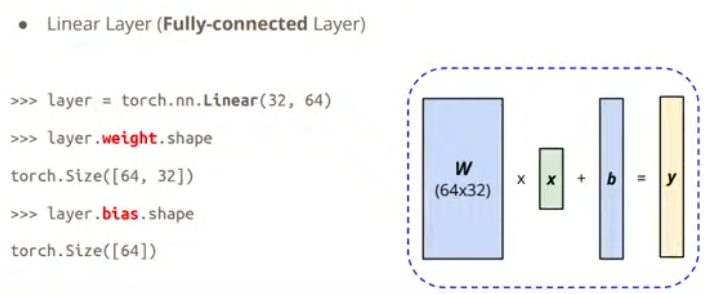 • Linear Layer (Fully-connected Layer)
>>> layer = torch.nn.Linear(32, 64)
>>> layer.weight.shape
torch.Size([64, 32])
>>> layer.bias.shape
torch.Size([64])
W
(64x32)
x x + b = y